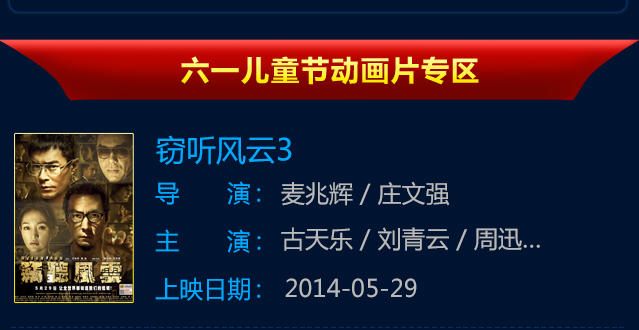 六一儿童节动画片专区
窃听风云3
导 演： 麦兆辉 / 庄文强
主 演： 古天乐 / 刘青云 / 周迅...
上映日期： 2014-05-29
竊聽風雲